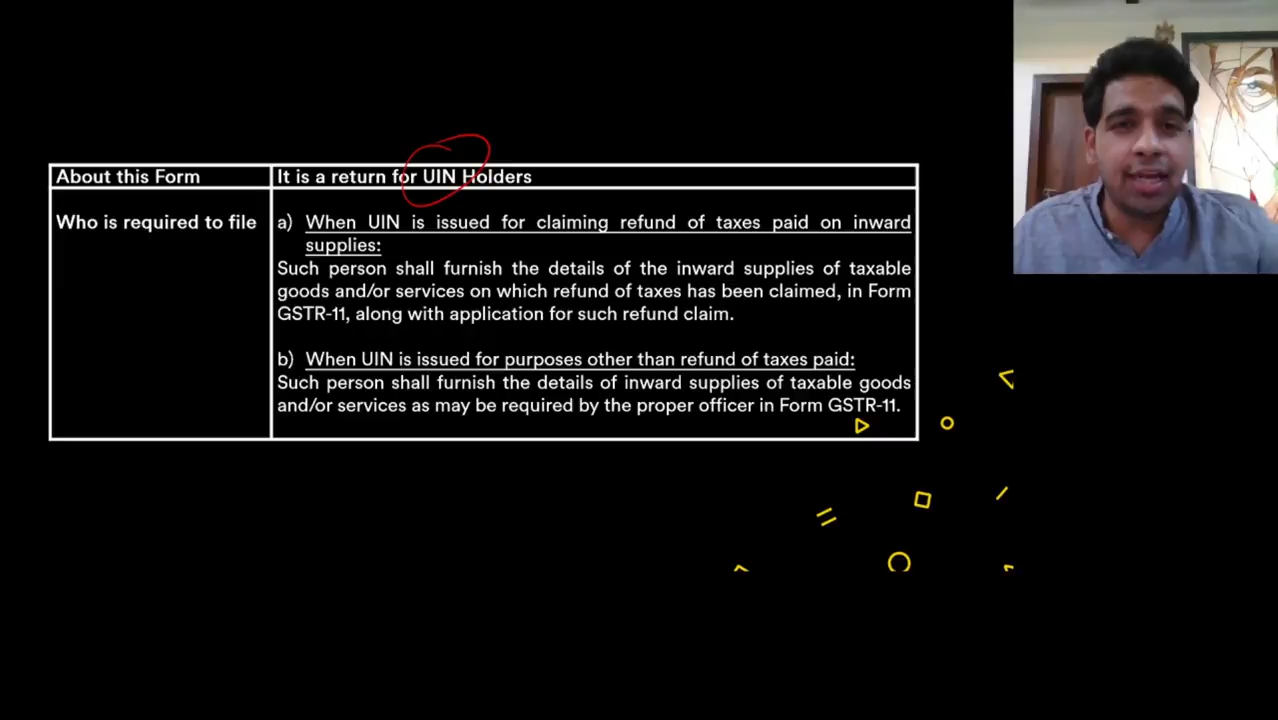 About this Form
It is a return for UIN Holders
Who is required to file
a) When UIN is issued for claiming refund of taxes paid on inward
supplies:
Such person shall furnish the details of the inward supplies of taxable
goods and/or services on which refund of taxes has been claimed, in Form
GSTR-11, along with application for such refund claim.
b) When UIN is issued for purposes other than refund of taxes paid:
Such person shall furnish the details of inward supplies of taxable goods
and/or services as may be required by the proper officer in Form GSTR-11.